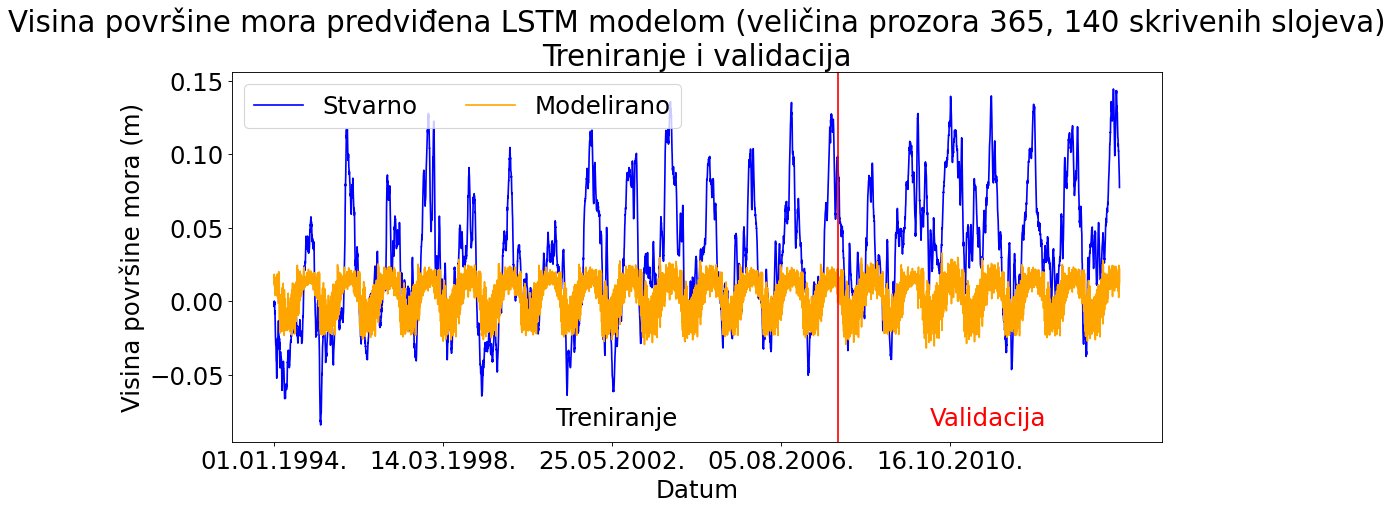 Visina površine mora predviđena LSTM modelom (veličina prozora 365, 140 skrivenih slojeva)
Treniranje i validacija
Stvarno Modelirano
Visina površine mora (m)
0.15
0.10
0.05
0.00
−0.05
Treniranje Validacija
01.01.1994. 14.03.1998. 25.05.2002. 05.08.2006. 16.10.2010.
Datum